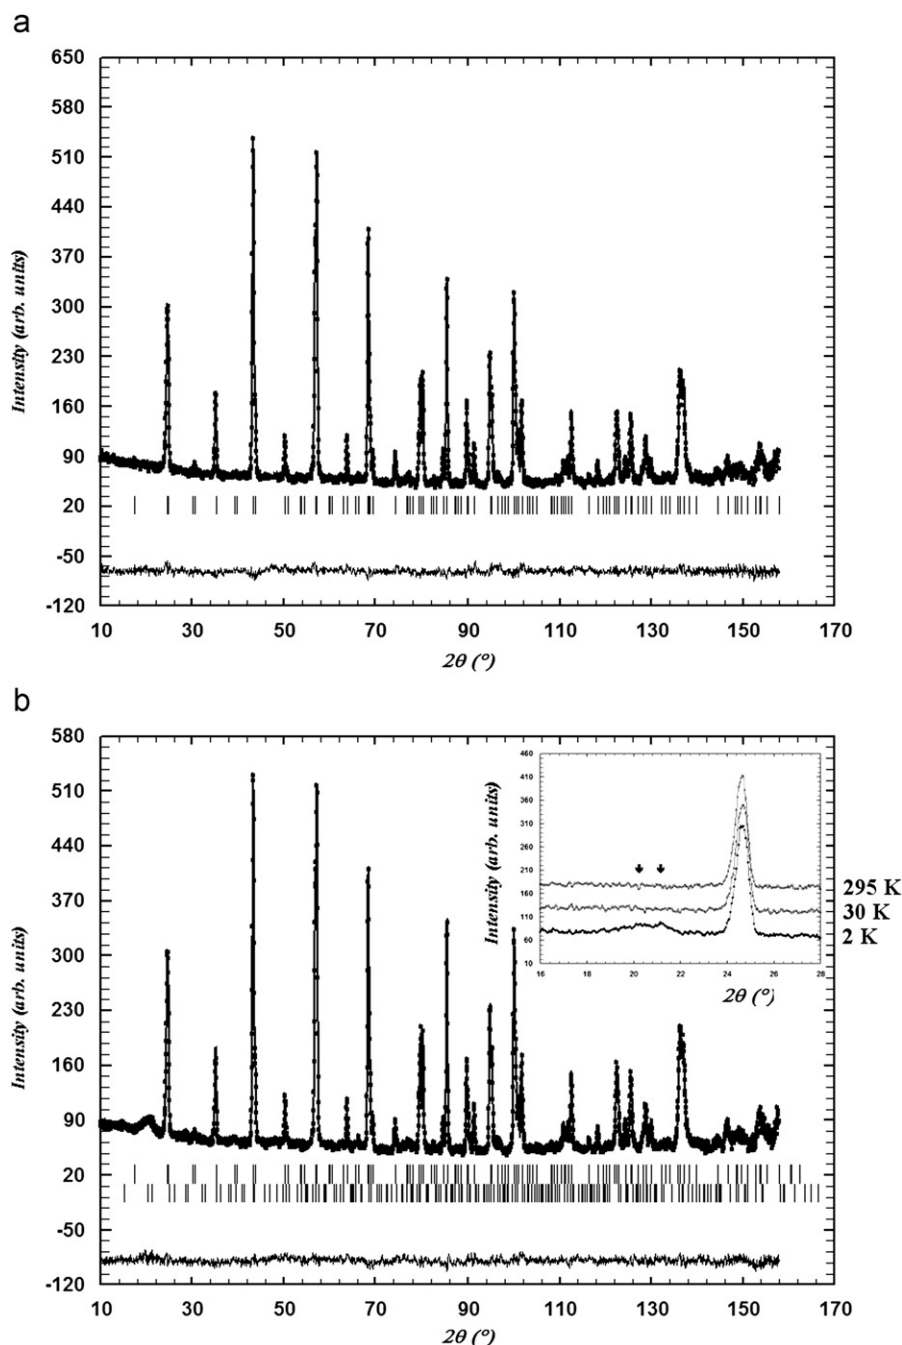 a
650
580
510
440
370
300
230
160
90
20
-50
-120
Intensity (arb. units)
10 30 50 70 90 110 130 150 170
2θ (°)
b
580
510
440
370
300
230
160
90
20
-50
-120
Intensity (arb. units)
460
410
360
310
260
210
160
110
60
10
Intensity (arb. units)
16 18 20 22 24 26 28
2θ (°)
295 K
30 K
2 K
10 30 50 70 90 110 130 150 170
2θ (°)